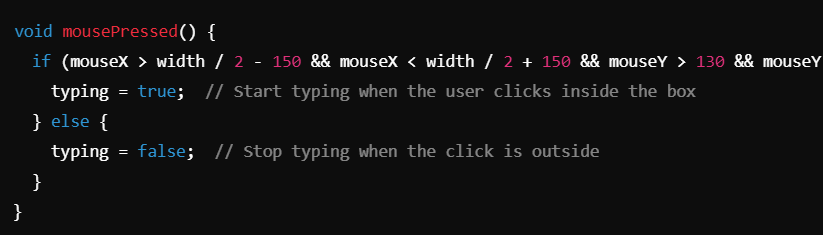 void mousePressed() {
if (mouseX > width / 2 - 150 && mouseX < width / 2 + 150 && mouseY > 130 && mouseY
typing = true;  // Start typing when the user clicks inside the box
} else {
typing = false;  // Stop typing when the click is outside
}
}